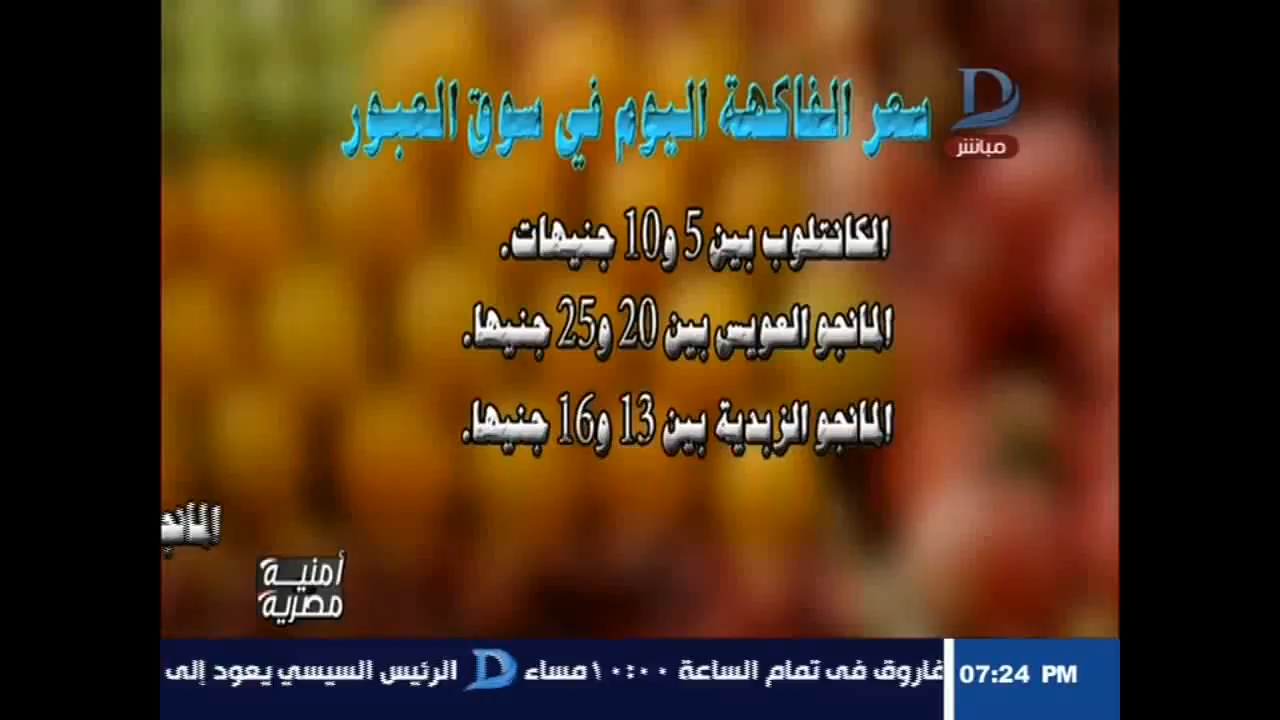 سعر الفاكهة اليوم في سوق العبور
مباشر
الكانتلوب بين 5 و10 جنيهات.
المانجو العويس بين 20 و25 جنيها.
المانجو الزبدية بين 13 و16 جنيها.
المانج
أمنية
مصرية
فاروق فى تمام الساعة ١٠:٠٠ مساء D الرئيس السيسي يعود إلى
07:24 PM